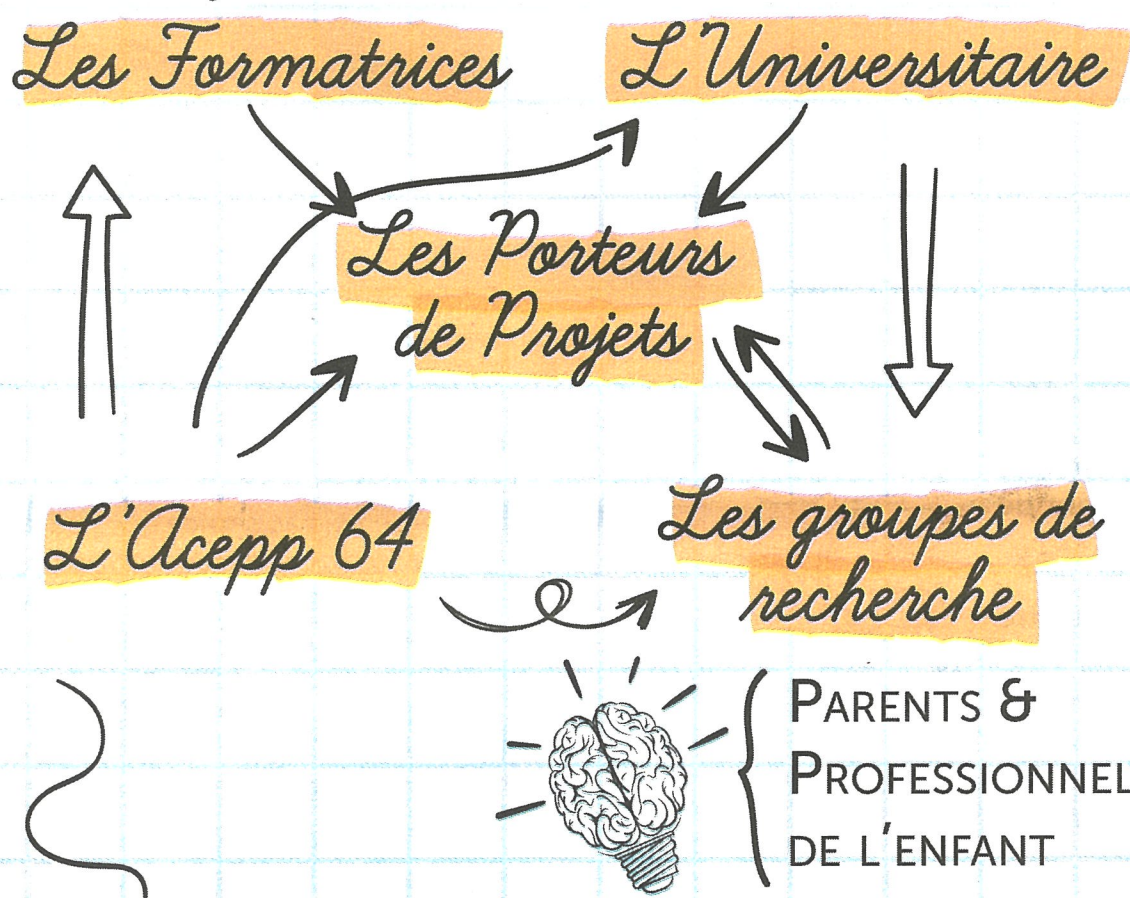 Les Formatrices
L'Universitaire
Les Porteurs
de Projets
L'Acepp 64
Les groupes de
recherche
PARENTS &
PROFESSIONNEL
DE L'ENFANT